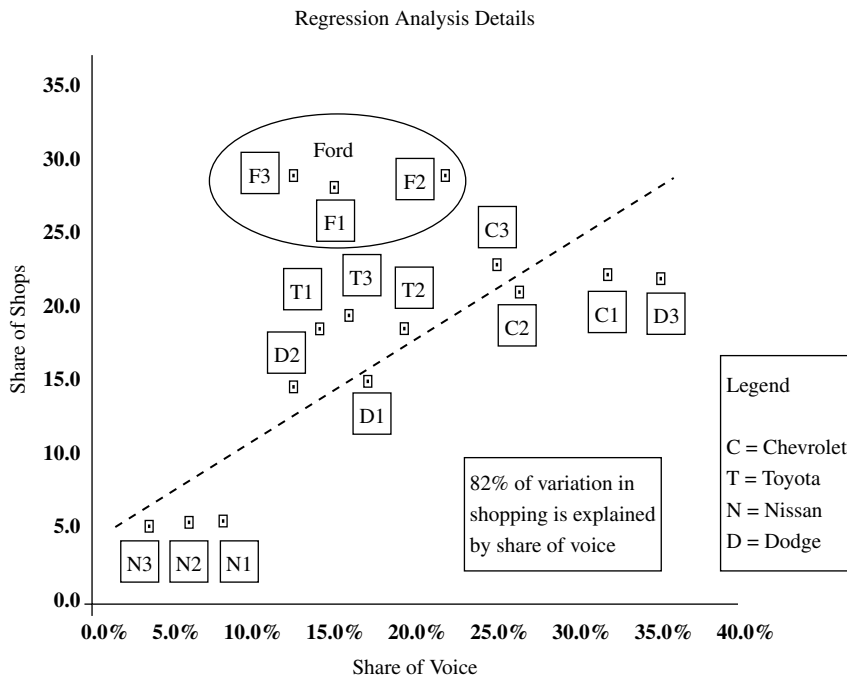 Regression Analysis Details
Share of Shops
35.0
30.0
25.0
20.0
15.0
10.0
5.0
0.0
Ford
F3
F2
F1
C3
T1
T3
T2
D2
C2
C1
D3
D1
N3
N2
N1
82% of variation in
shopping is explained
by share of voice
Legend
C = Chevrolet
T = Toyota
N = Nissan
D = Dodge
0.0%
5.0%
10.0%
15.0%
20.0%
25.0%
30.0%
35.0%
40.0%
Share of Voice